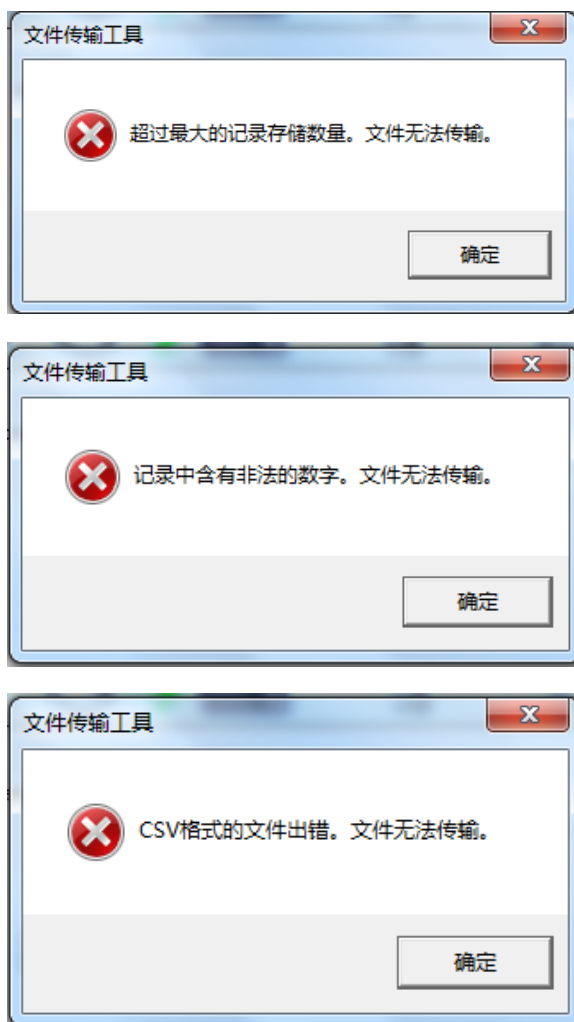 文件传输工具
超过最大的记录存储数量。文件无法传输。
确定
文件传输工具
记录中含有非法的数字。文件无法传输。
确定
文件传输工具
CSV格式的文件出错。文件无法传输。
确定